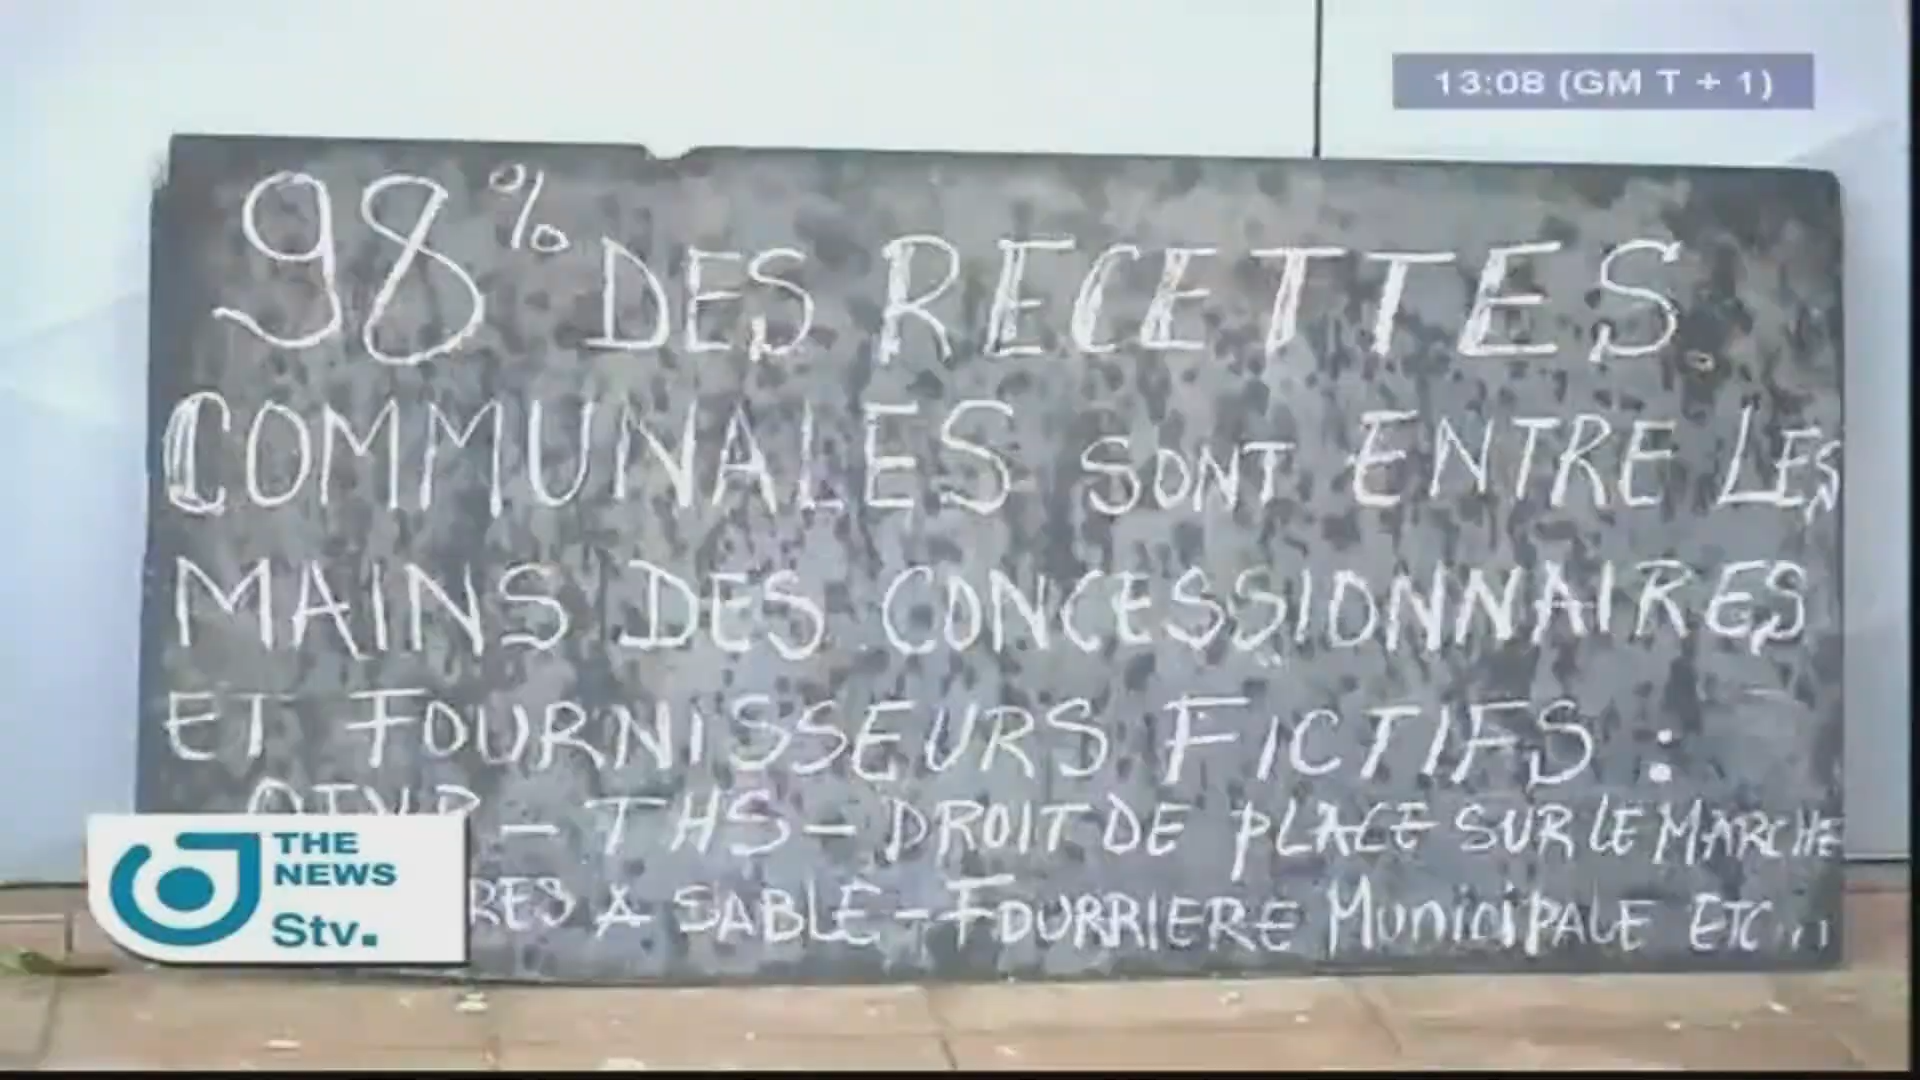 13:08 (GMT + 1)
98% DES RECETTES
COMMUNALES SONT ENTRE LES
MAINS DES CONCESSIONNAIRES
ET FOURNISSEURS FICTIFS :
- THS - DROIT DE PLACE SUR LE MARCHE
A SABLE - FOURRIERE MUNICIPALE ETC...
THE
NEWS
Stv.